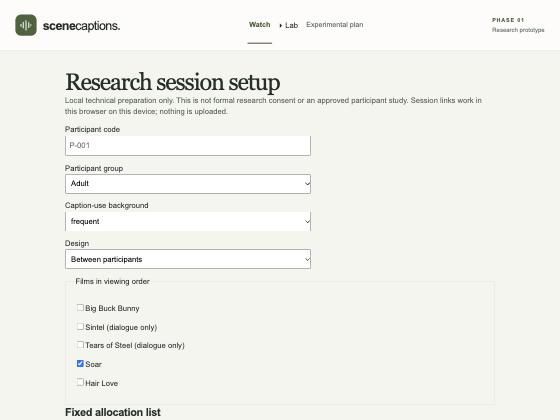 scenecaptions.
Watch
Lab
Experimental plan
PHASE 01
Research prototype
Research session setup
Local technical preparation only. This is not formal research consent or an approved participant study. Session links work in
this browser on this device; nothing is uploaded.
Participant code
P-001
Participant group
Adult
Caption-use background
frequent
Design
Between participants
Films in viewing order
Big Buck Bunny
Sintel (dialogue only)
Tears of Steel (dialogue only)
Soar
Hair Love
Fixed allocation list